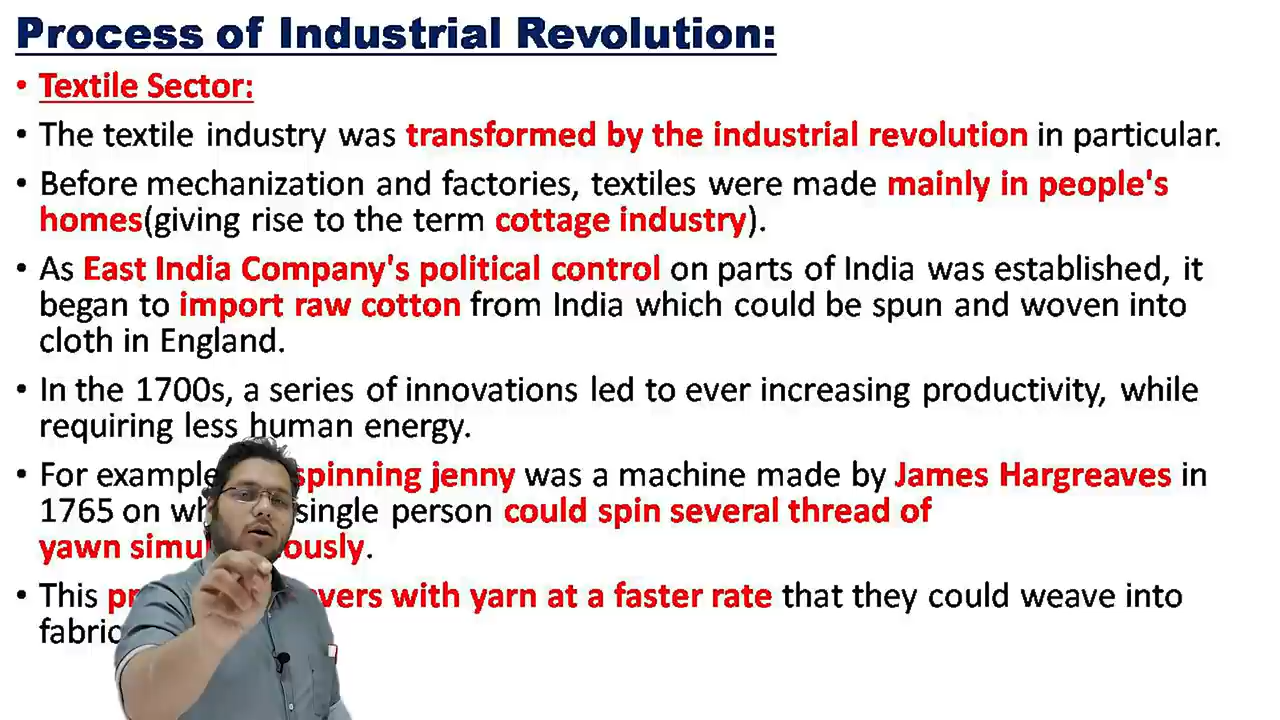 Process of Industrial Revolution:
• Textile Sector:
• The textile industry was transformed by the industrial revolution in particular.
• Before mechanization and factories, textiles were made mainly in people's
homes(giving rise to the term cottage industry).
• As East India Company's political control on parts of India was established, it
began to import raw cotton from India which could be spun and woven into
cloth in England.
• In the 1700s, a series of innovations led to ever increasing productivity, while
requiring less human energy.
• For example spinning jenny was a machine made by James Hargreaves in
1765 on single person could spin several thread of
yawn .
• This with yarn at a faster rate that they could weave into